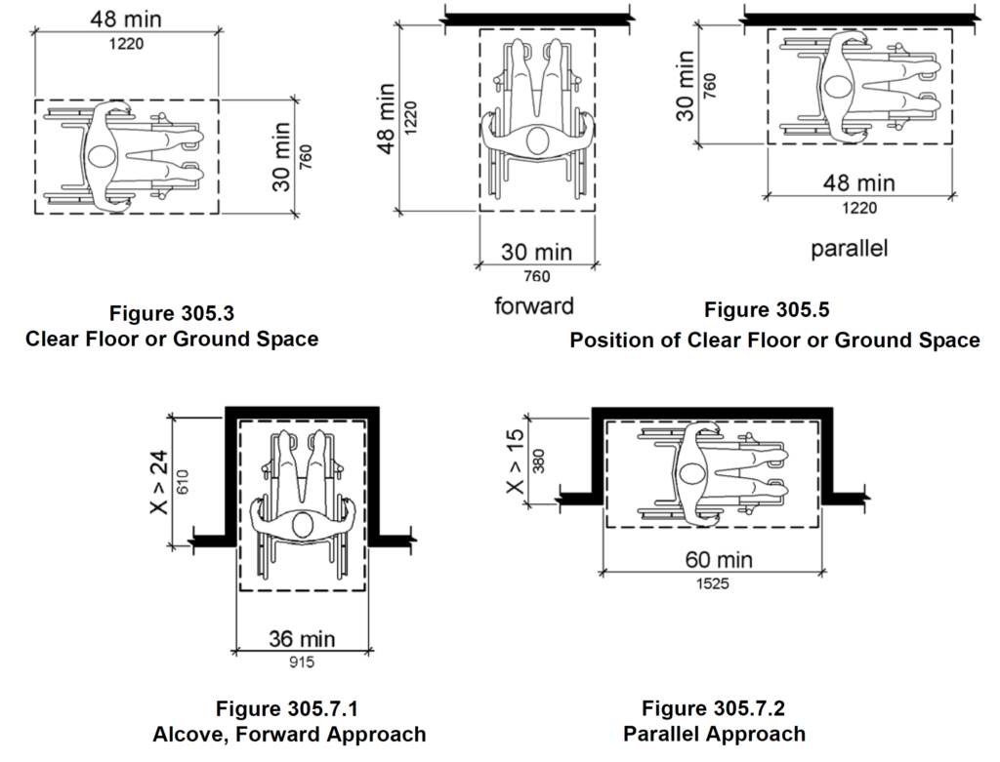 48 min
1220
30 min
760
Figure 305.3
Clear Floor or Ground Space
48 min
1220
30 min
760
forward
30 min
760
48 min
1220
parallel
Figure 305.5
Position of Clear Floor or Ground Space
X > 24
610
36 min
915
Figure 305.7.1
Alcove, Forward Approach
X > 15
380
60 min
1525
Figure 305.7.2
Parallel Approach